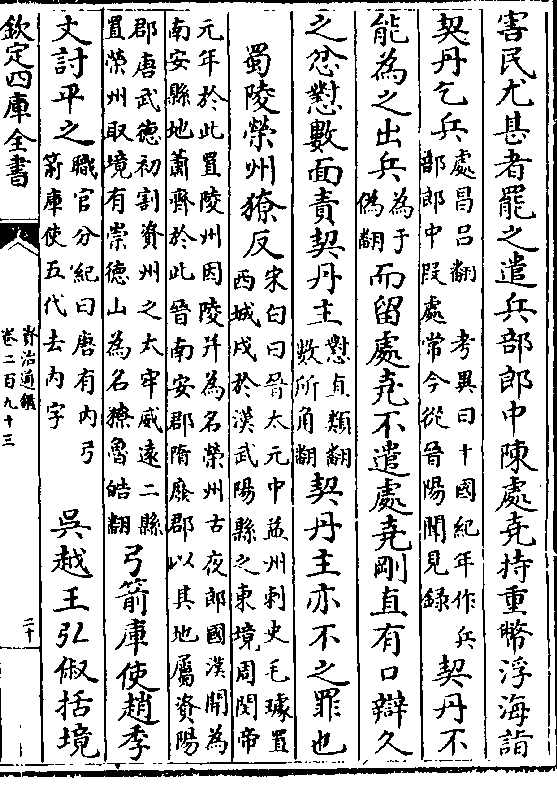 害民尤甚者罷之遣兵部郎中陳處堯持重幣浮海詣
契丹乞兵處昌呂翻　考異曰十國紀年作兵
部郎中段處常今從晉陽聞見錄契丹不
能為之出兵為于
偽翻而留處堯不遣處堯剛直有口辯久
之忿懟數面責契丹主懟直類翻
數所角翻契丹主亦不之罪也
蜀陵榮州獠反宋白曰晉太元中益州刺史毛璩置
西城戍於漢武陽縣之東境周閔帝
元年於此置陵州因陵井為名榮州古夜郎國漢開為
南安縣地蕭齊於此晉南安郡隋廢郡以其地屬資陽
郡唐武德初割資州之太牢威遠二縣
置榮州取境有崇德山為名獠魯皓翻弓箭庫使趙季
文討平之職官分紀曰唐有內弓
箭庫使五代去內字吳越王弘俶括境
欽定四庫全書
資治通鑑
卷二百九十三
二十